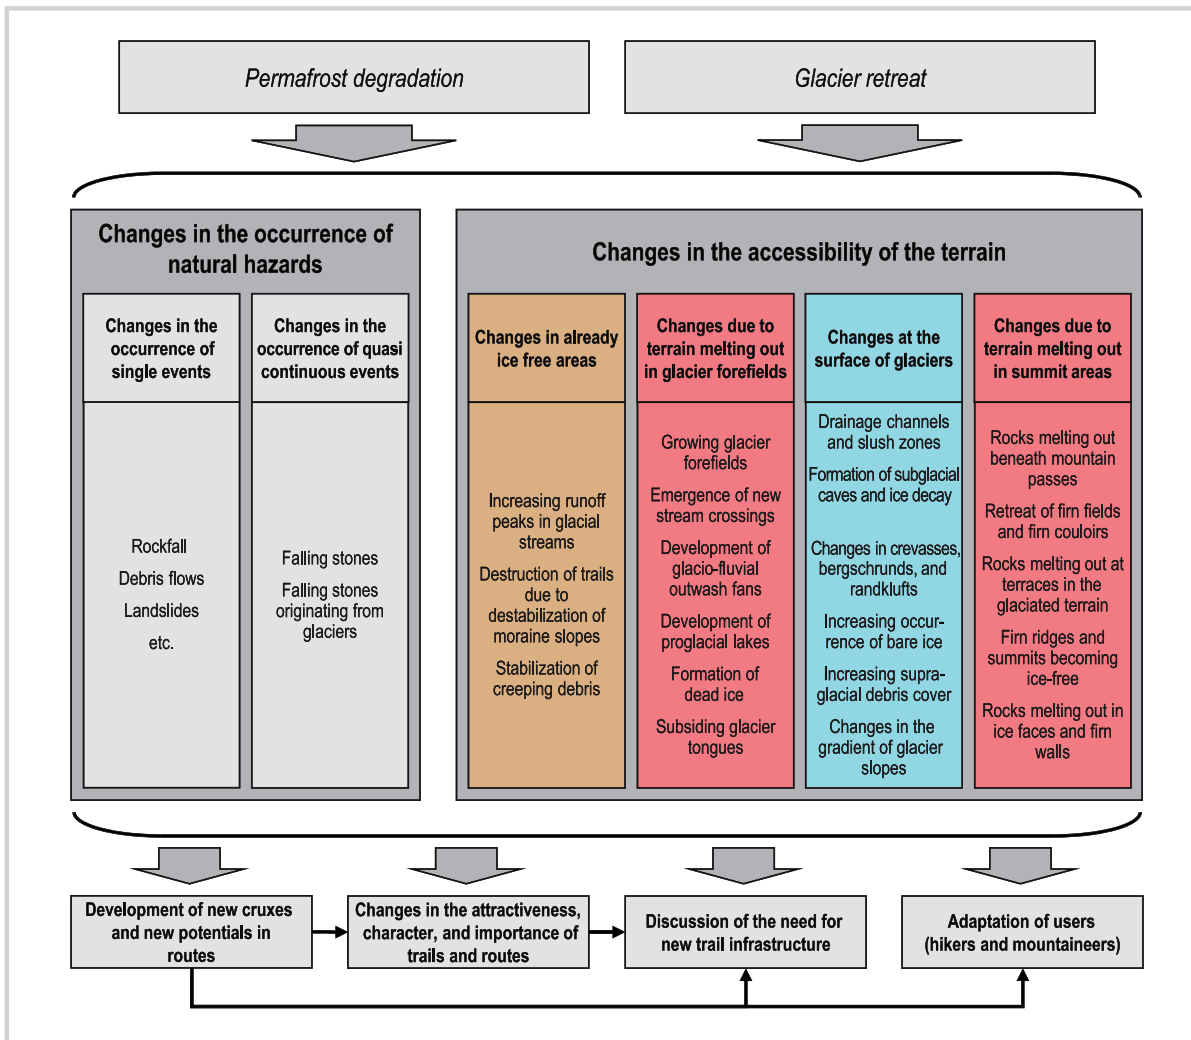 Permafrost degradation
Glacier retreat
Changes in the occurrence of
natural hazards
Changes in the accessibility of the terrain
Changes in the
occurrence of
single events
Changes in the
occurrence of quasi
continuous events
Changes in already
ice free areas
Changes due to
terrain melting out
in glacier forefields
Changes at the
surface of glaciers
Changes due to
terrain melting out
in summit areas
Rockfall
Debris flows
Landslides
etc.
Falling stones
Falling stones
originating from
glaciers
Increasing runoff
peaks in glacial
streams
Destruction of trails
due to
destabilization of
moraine slopes
Stabilization of
creeping debris
Growing glacier
forefields
Emergence of new
stream crossings
Development of
glacio-fluvial
outwash fans
Development of
proglacial lakes
Formation of
dead ice
Subsiding glacier
tongues
Drainage channels
and slush zones
Formation of subglacial
caves and ice decay
Changes in crevasses,
bergschrunds, and
randklufts
Increasing occur-
rence of bare ice
Increasing supra-
glacial debris cover
Changes in the
gradient of glacier
slopes
Rocks melting out
beneath mountain
passes
Retreat of firn fields
and firn couloirs
Rocks melting out at
terraces in the
glaciated terrain
Firn ridges and
summits becoming
ice-free
Rocks melting out in
ice faces and firn
walls
Development of new cruxes
and new potentials in
routes
Changes in the attractiveness,
character, and importance of
trails and routes
Discussion of the need for
new trail infrastructure
Adaptation of users
(hikers and mountaineers)